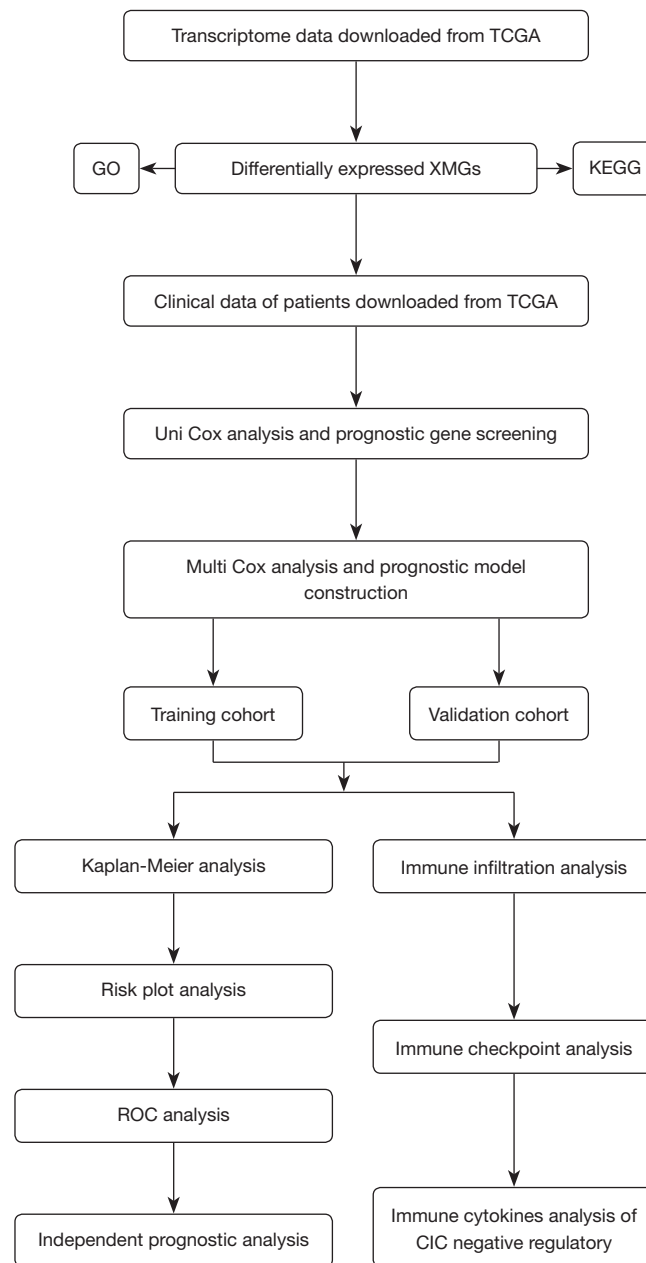 Transcriptome data downloaded from TCGA
GO
Differentially expressed XMGs
KEGG
Clinical data of patients downloaded from TCGA
Uni Cox analysis and prognostic gene screening
Multi Cox analysis and prognostic model
construction
Training cohort
Validation cohort
Kaplan-Meier analysis
Immune infiltration analysis
Risk plot analysis
Immune checkpoint analysis
ROC analysis
Independent prognostic analysis
Immune cytokines analysis of
CIC negative regulatory